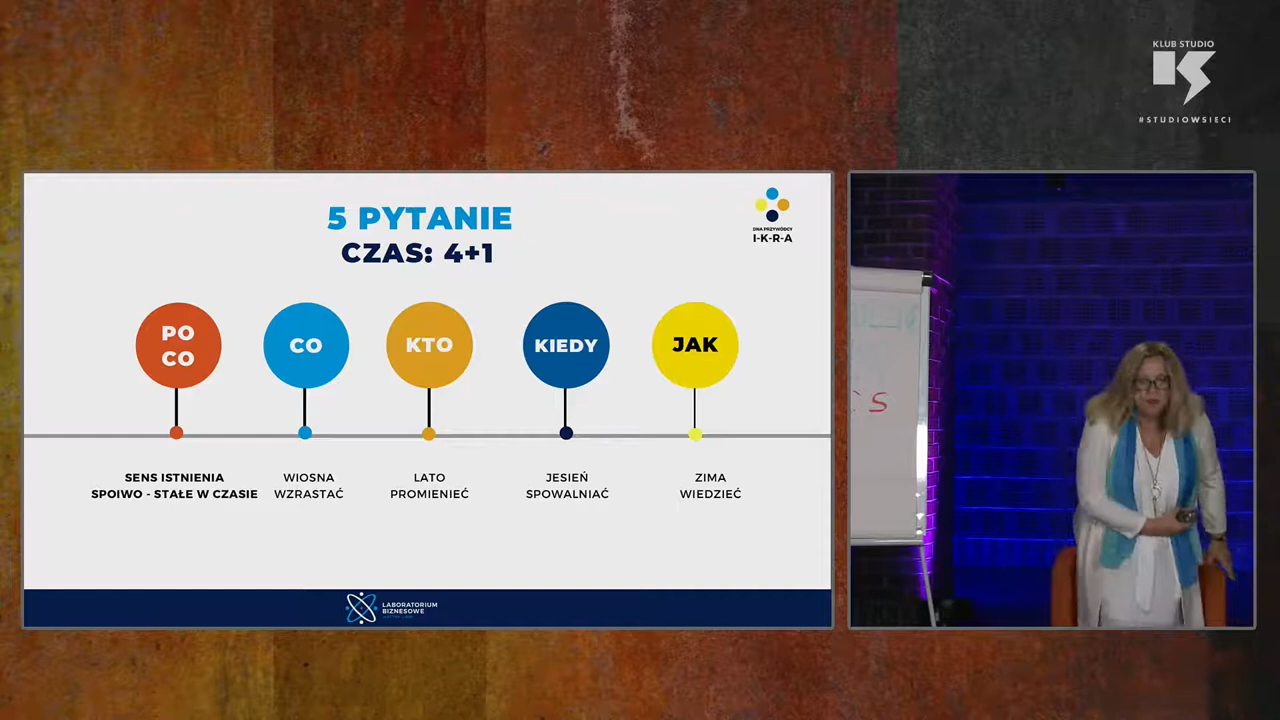 KLUB STUDIO
KS
#STUDIOWSIECI
5 PYTANIE
CZAS: 4+1
DNA PRZYWÓDCY
I-K-R-A
PO
CO
CO
KTO
KIEDY
JAK
SENS ISTNIENIA
SPOIWO - STAŁE W CZASIE
WIOSNA
WZRASTAĆ
LATO
PROMIENIEĆ
JESIEŃ
SPOWALNIAĆ
ZIMA
WIEDZIEĆ
LABORATORIUM
BIZNESOWE
S